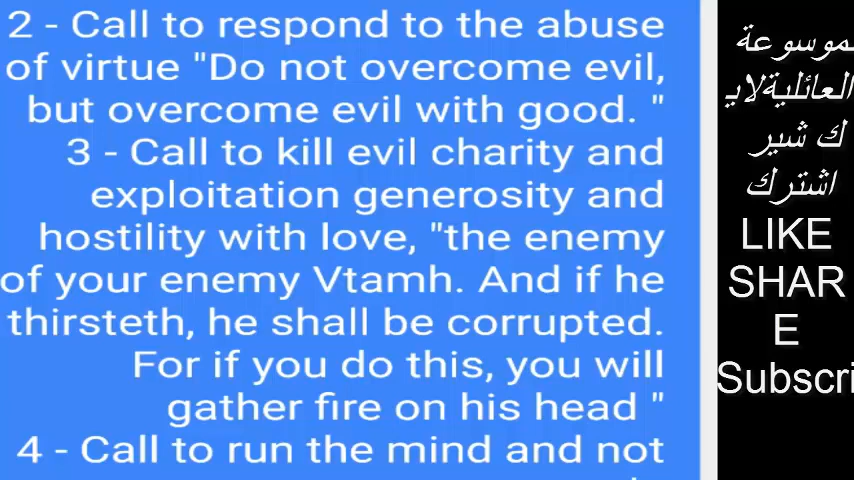 2 - Call to respond to the abuse
of virtue "Do not overcome evil,
but overcome evil with good. "
3 - Call to kill evil charity and
exploitation generosity and
hostility with love, "the enemy
of your enemy Vtamh. And if he
thirsteth, he shall be corrupted.
For if you do this, you will
gather fire on his head "
4 - Call to run the mind and not
موسوعة
العائليةلاي
ك شير
اشترك
LIKE
SHAR
E
Subscri